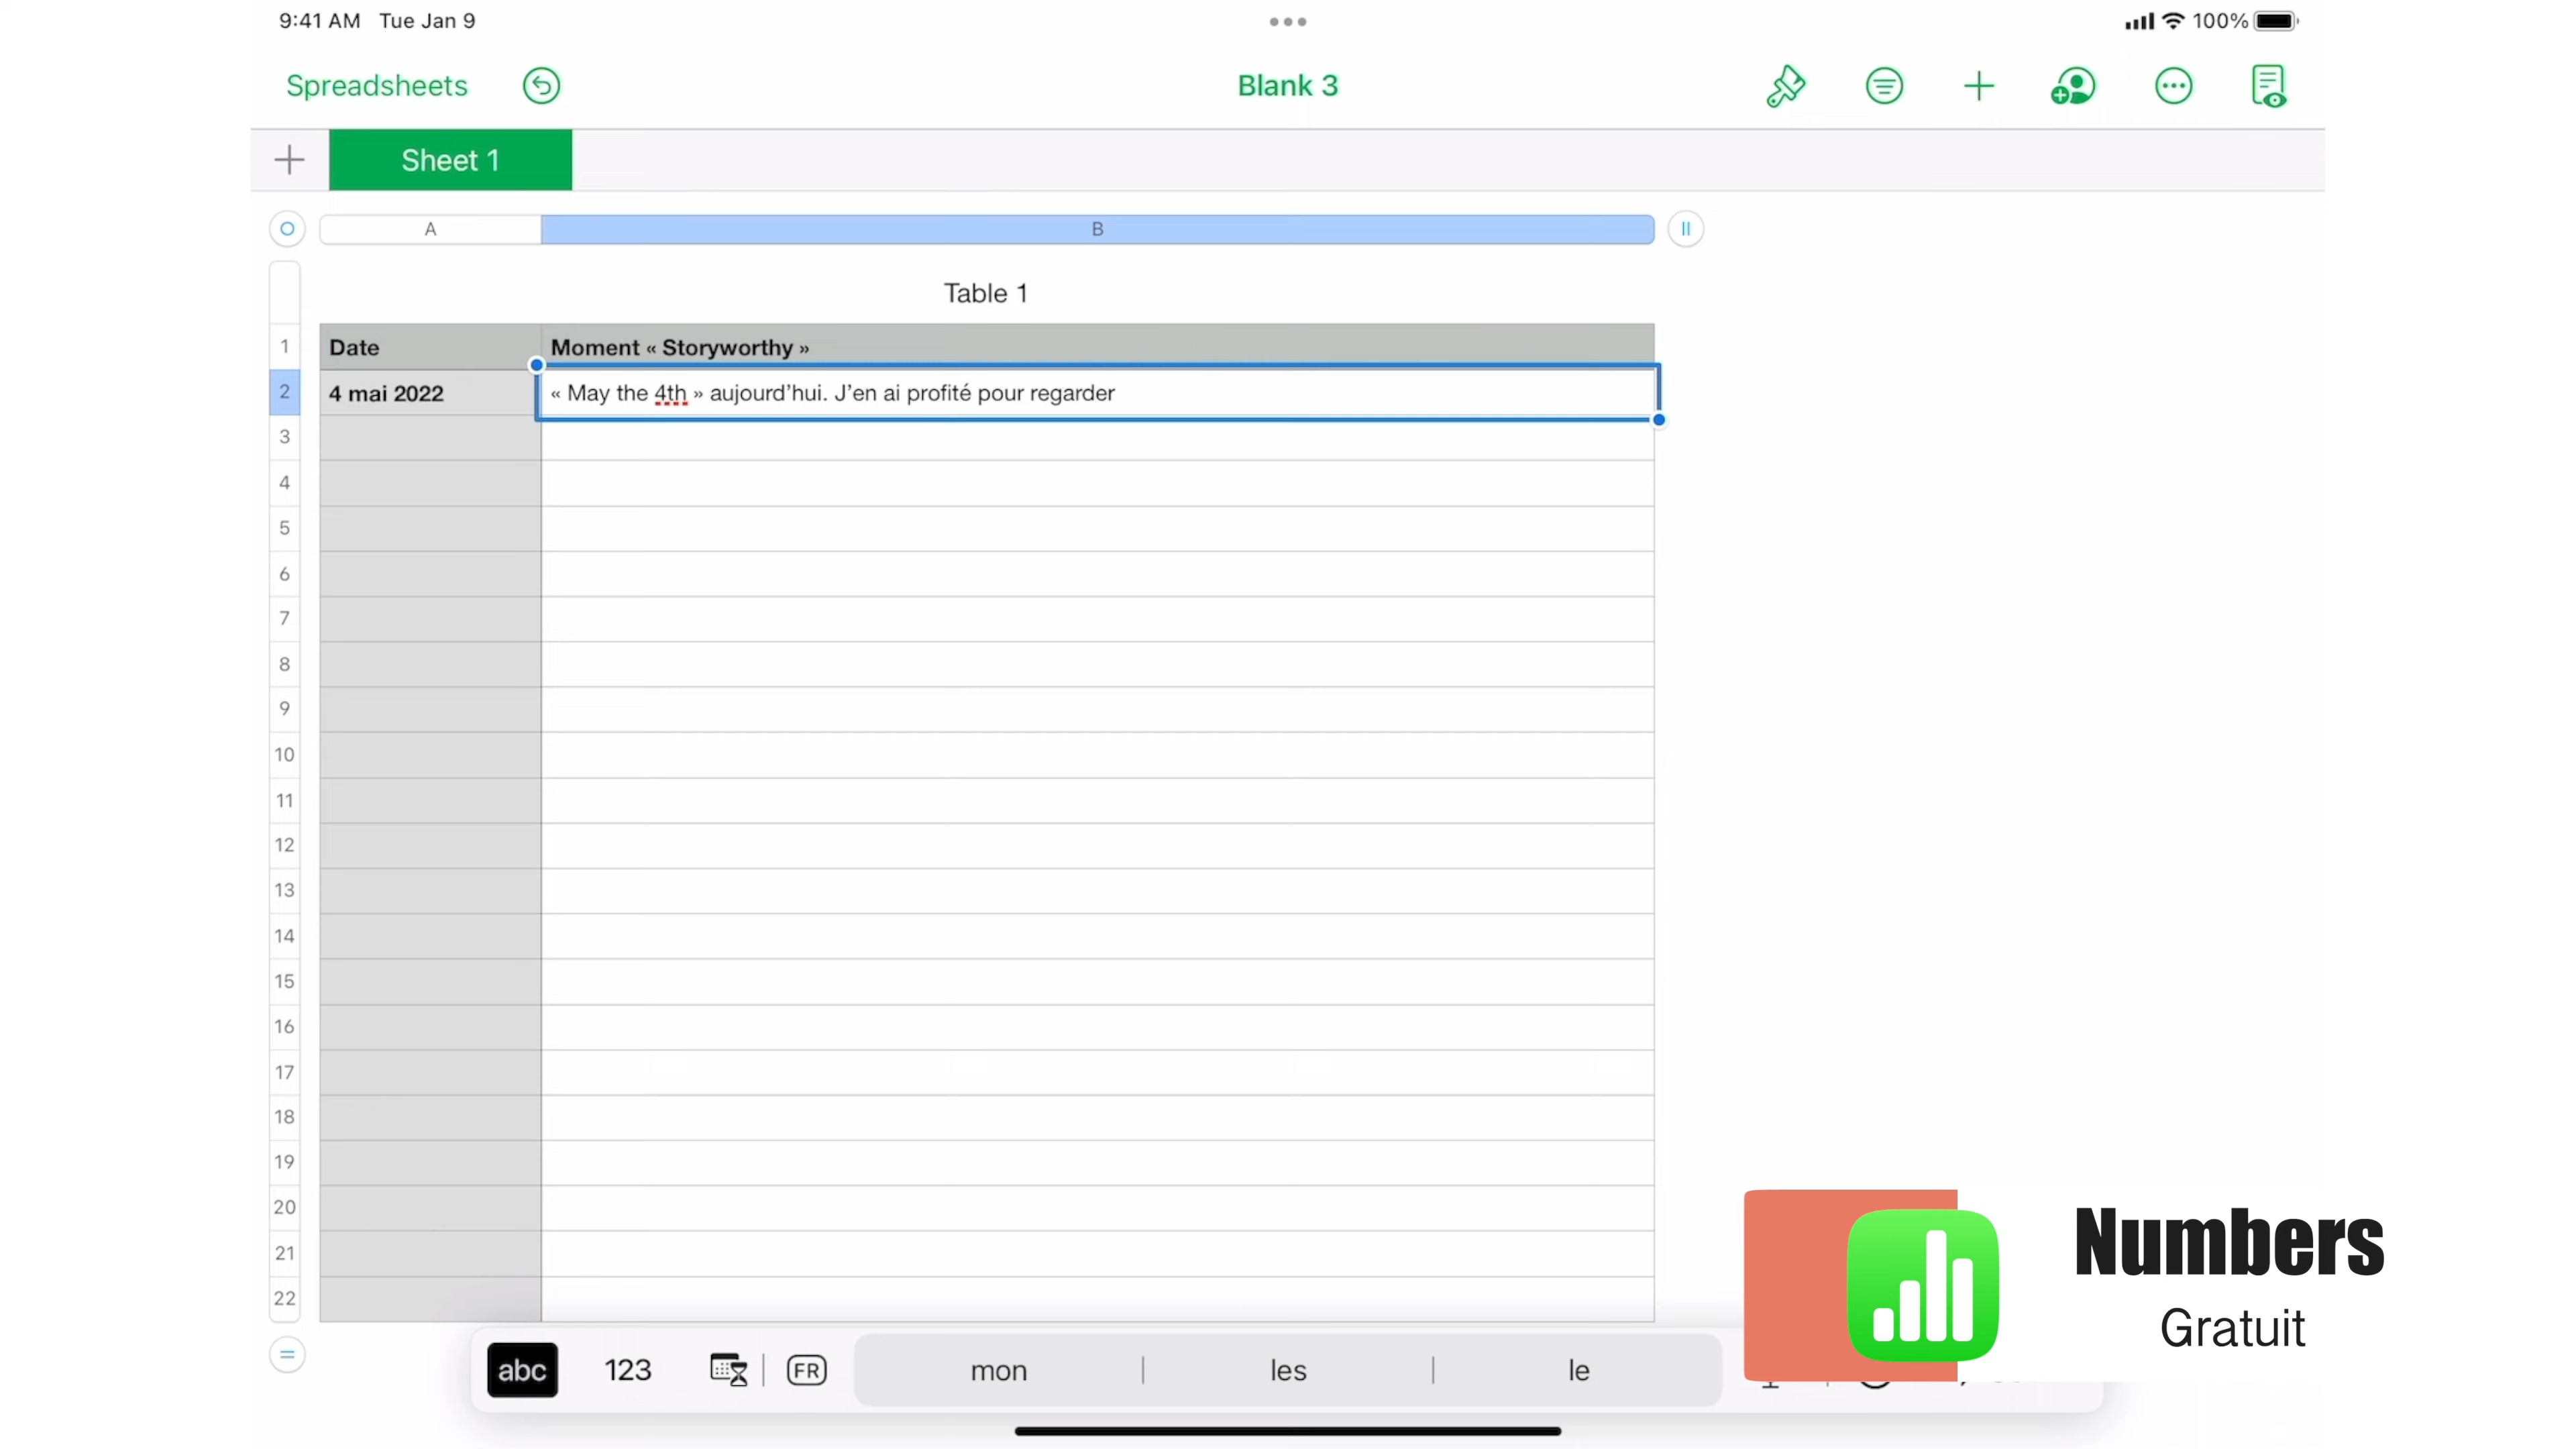 9:41 AM Tue Jan 9
100%
Spreadsheets
Blank 3
Sheet 1
A B
Table 1
1 Date Moment « Storyworthy »
2 4 mai 2022 « May the 4th » aujourd’hui. J’en ai profité pour regarder
3
4
5
6
7
8
9
10
11
12
13
14
15
16
17
18
19
20
21
22
abc 123 FR mon les le
Numbers
Gratuit